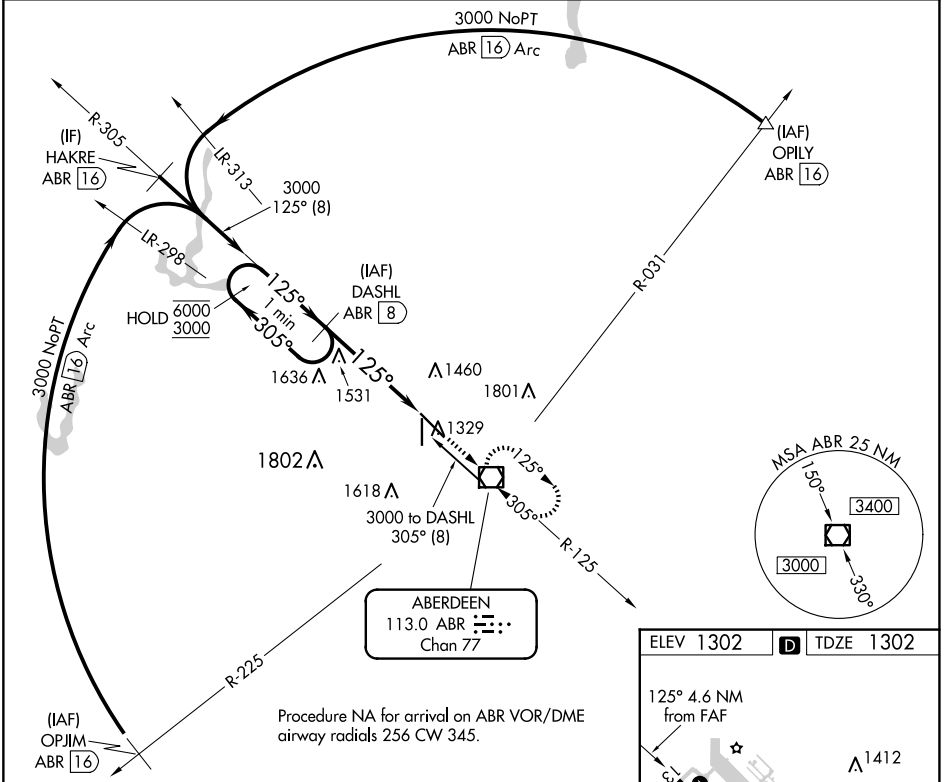 3000 NoPT
ABR 16 Arc
R-305
(IF)
HAKRE
ABR 16
LR-313
(IAF)
OPILY
ABR 16
3000
125° (8)
LR-298
R-031
3000 NoPT
ABR 16 Arc
HOLD 6000
3000
125°
1 min
305°
(IAF)
DASHL
ABR 8
125°
1636
1531
1460
1801
1329
1802
1618
125°
305°
3000 to DASHL
305° (8)
R-125
MSA ABR 25 NM
150°
3400
3000
330°
ABERDEEN
113.0 ABR
Chan 77
R-225
(IAF)
OPJIM
ABR 16
Procedure NA for arrival on ABR VOR/DME
airway radials 256 CW 345.
ELEV 1302 D TDZE 1302
125° 4.6 NM
from FAF
1412